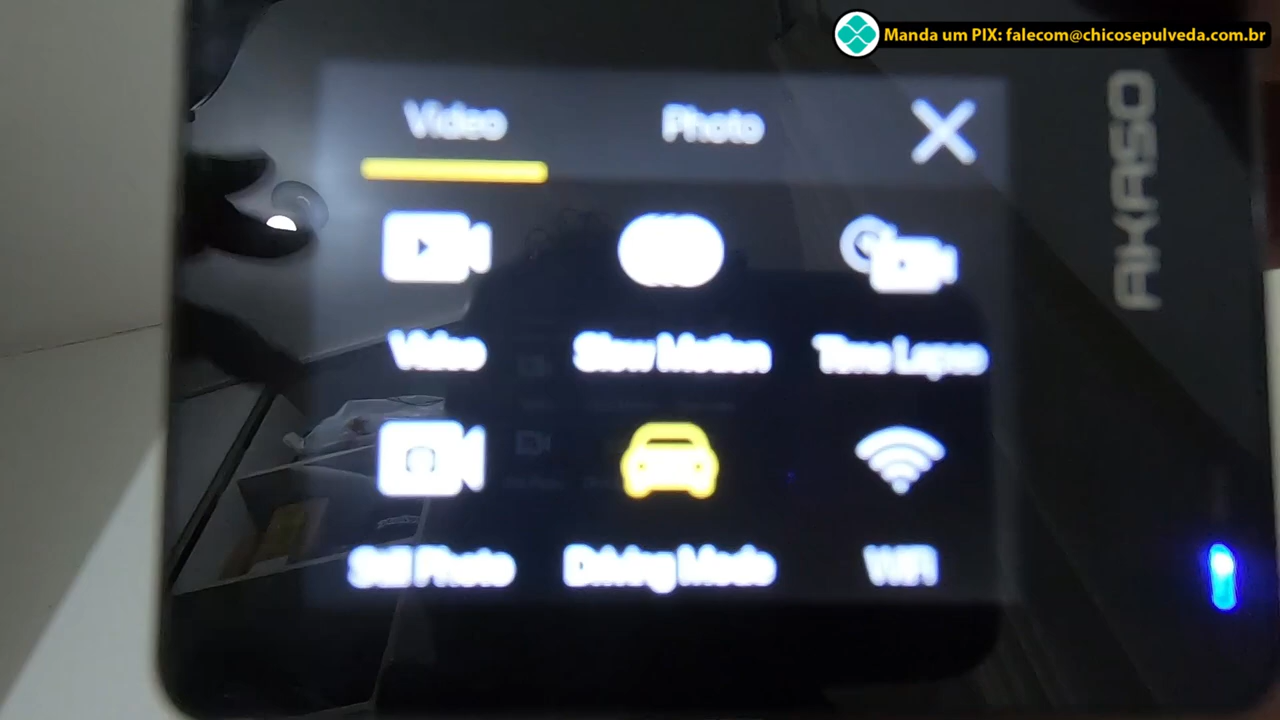 Manda um PIX: falecom@chicosepulveda.com.br
Video
Photo
AKASO
Video
Slow Motion
Time Lapse
Still Photo
Driving Mode
WiFi